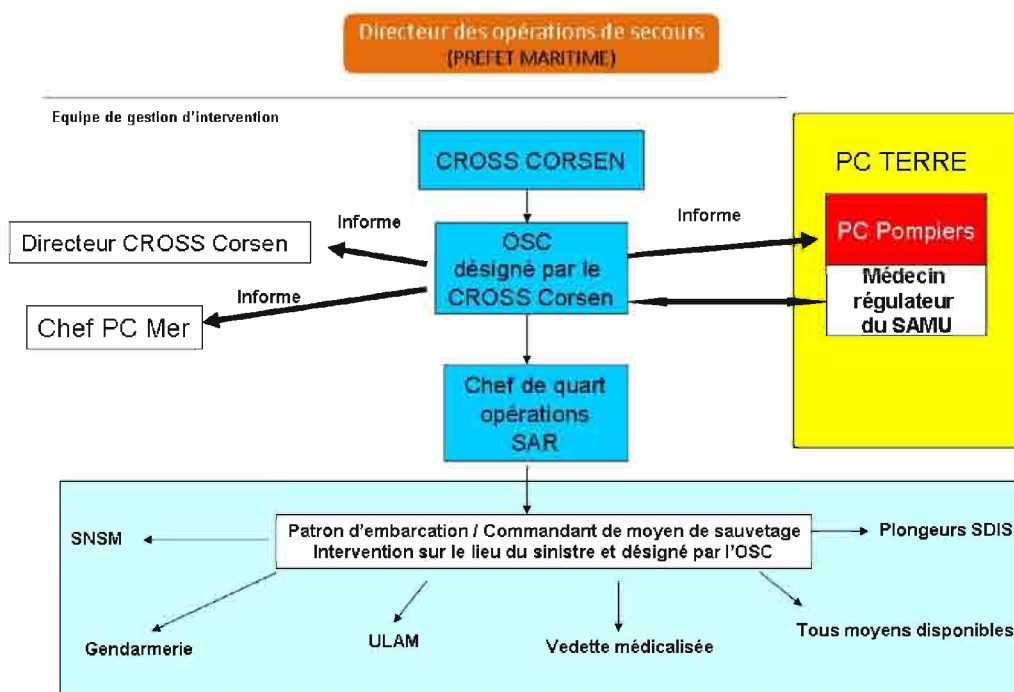 Directeur des opérations de secours
(PREFET MARITIME)
Equipe de gestion d'intervention
CROSS CORSEN
PC TERRE
Informe
Informe
Directeur CROSS Corsen
OSC
désigné par le
CROSS Corsen
PC Pompiers
Médecin
régulateur
du SAMU
Informe
Chef PC Mer
Chef de quart
opérations
SAR
SNSM
Patron d'embarcation / Commandant de moyen de sauvetage
Intervention sur le lieu du sinistre et désigné par l'OSC
Plongeurs SDIS
Gendarmerie
ULAM
Vedette médicalisée
Tous moyens disponibles